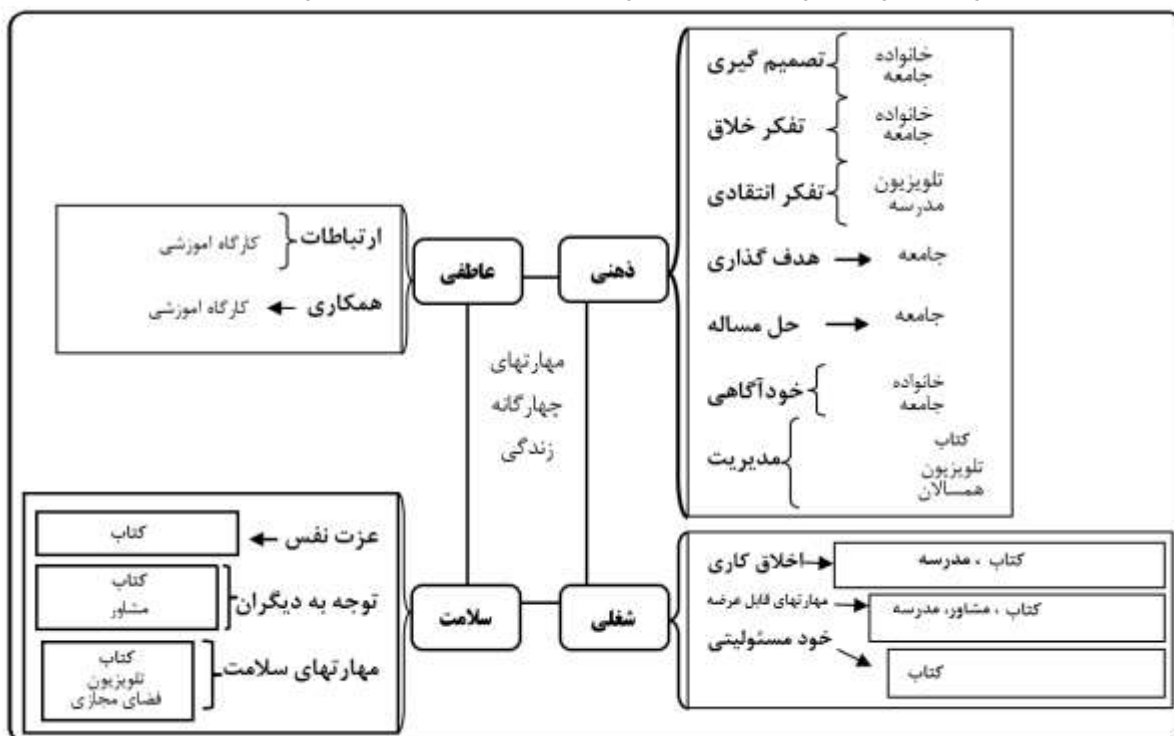 تصمیم گیری
خانواده
جامعه
تفکر خلاق
خانواده
جامعه
تفکر انتقادی
تلویزیون
مدرسه
هدف گذاری
جامعه
حل مساله
جامعه
خودآگاهی
خانواده
جامعه
مدیریت
کتاب
تلویزیون
همسالان
ذهنی
عاطفی
ارتباطات
کارگاه اموزشی
همکاری
کارگاه اموزشی
مهارتهای
چهارگانه
زندگی
شغلی
اخلاق کاری
کتاب ، مدرسه
مهارتهای قابل عرضه
کتاب ، مشاور، مدرسه
خود مسئولیتی
کتاب
سلامت
عزت نفس
کتاب
توجه به دیگران
کتاب
مشاور
مهارتهای سلامت
کتاب
تلویزیون
فضای مجازی